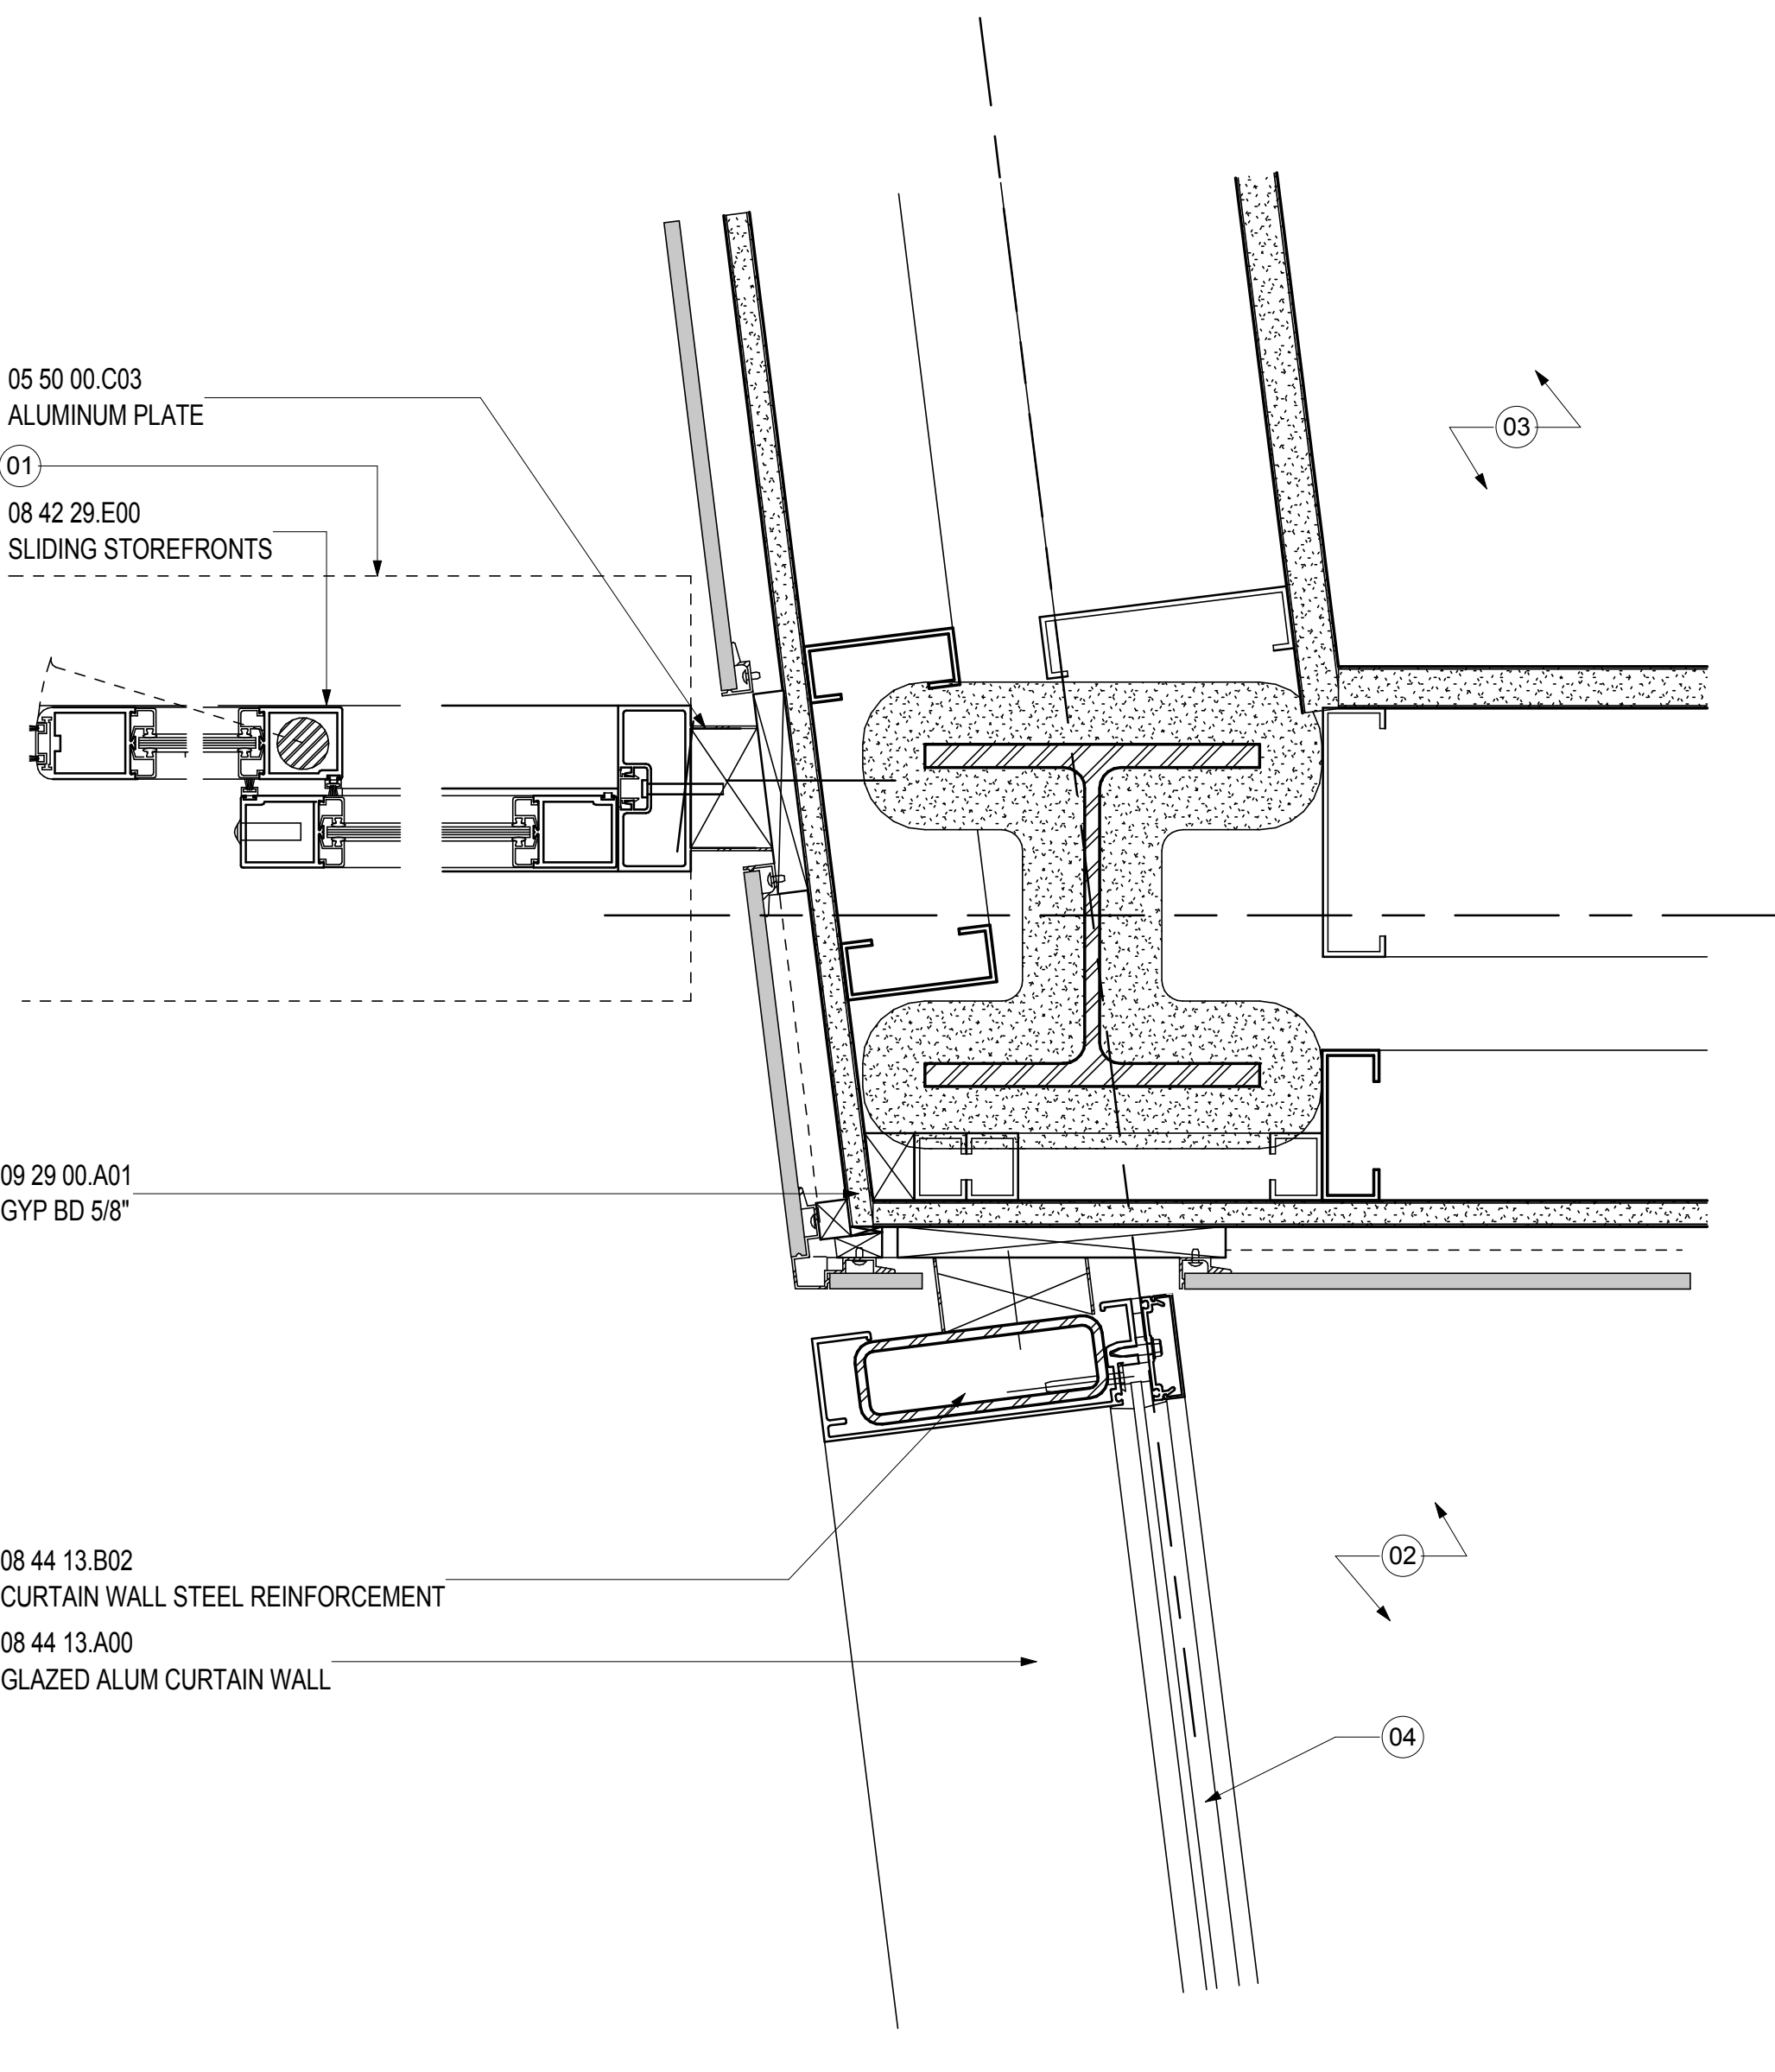 05 50 00.C03
ALUMINUM PLATE
01
08 42 29.E00
SLIDING STOREFRONTS
03
09 29 00.A01
GYP BD 5/8"
08 44 13.B02
CURTAIN WALL STEEL REINFORCEMENT
02
08 44 13.A00
GLAZED ALUM CURTAIN WALL
04